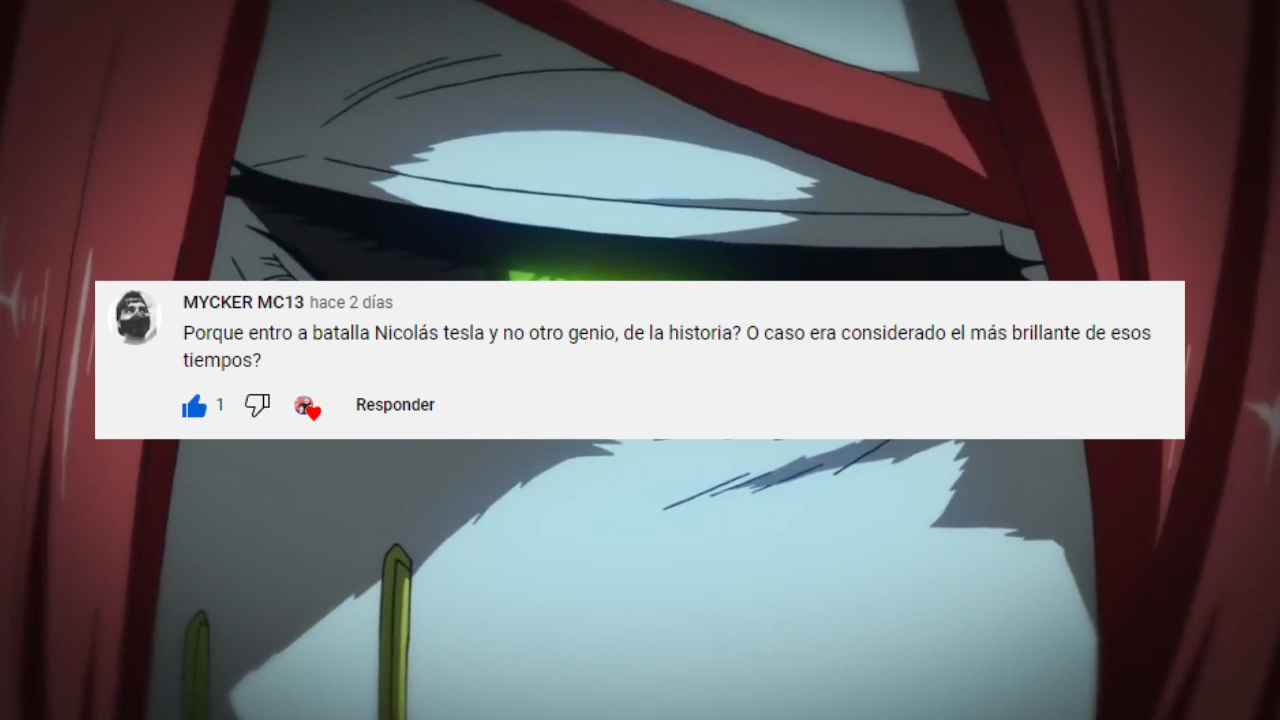 MYCKER MC13 hace 2 días
Porque entro a batalla Nicolás tesla y no otro genio, de la historia? O caso era considerado el más brillante de esos
tiempos?
1
Responder